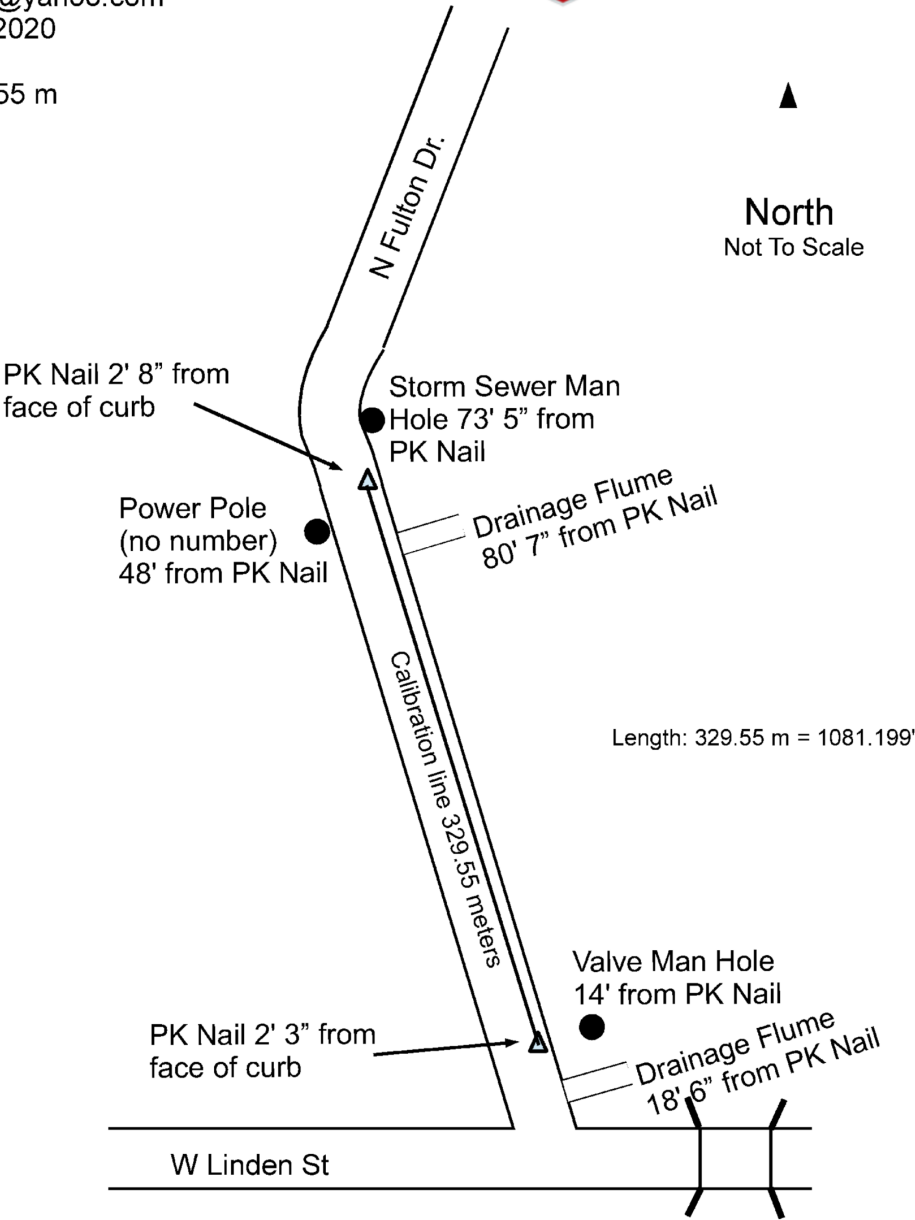 @yahoo.com
2020
55 m
N Fulton Dr.
North
Not To Scale
PK Nail 2' 8” from
face of curb
Storm Sewer Man
Hole 73' 5” from
PK Nail
Power Pole
(no number)
48' from PK Nail
Drainage Flume
80' 7” from PK Nail
Calibration line 329.55 meters
Length: 329.55 m = 1081.199'
Valve Man Hole
14' from PK Nail
PK Nail 2' 3” from
face of curb
Drainage Flume
18' 6” from PK Nail
W Linden St